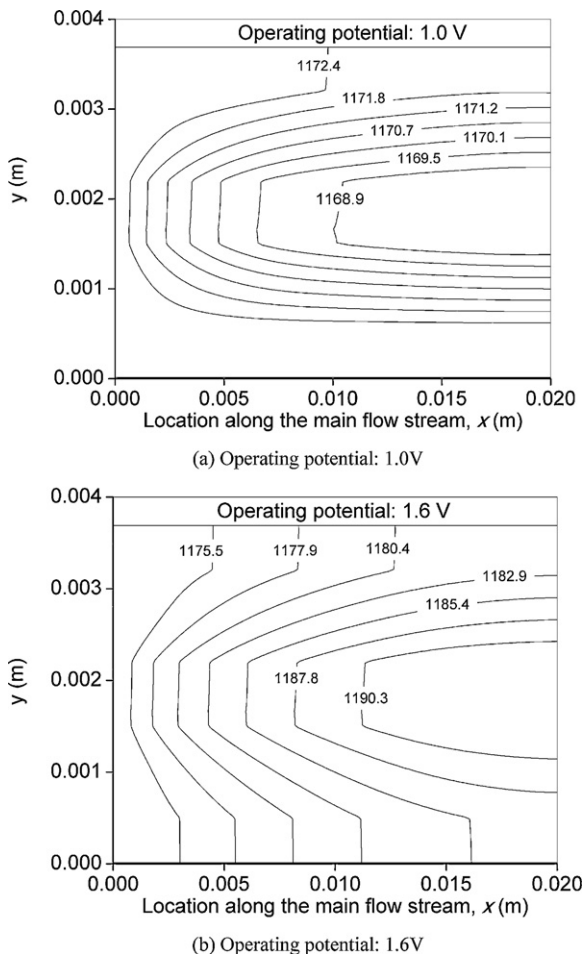 0.004
Operating potential: 1.0 V
1172.4
0.003
1171.8
1171.2
1170.7
1170.1
1169.5
0.002
1168.9
y (m)
0.001
0.000
0.000 0.005 0.010 0.015 0.020
Location along the main flow stream, x (m)
(a) Operating potential: 1.0V
0.004
Operating potential: 1.6 V
1175.5 1177.9 1180.4
0.003
1182.9
1185.4
0.002
1187.8
1190.3
y (m)
0.001
0.000
0.000 0.005 0.010 0.015 0.020
Location along the main flow stream, x (m)
(b) Operating potential: 1.6V